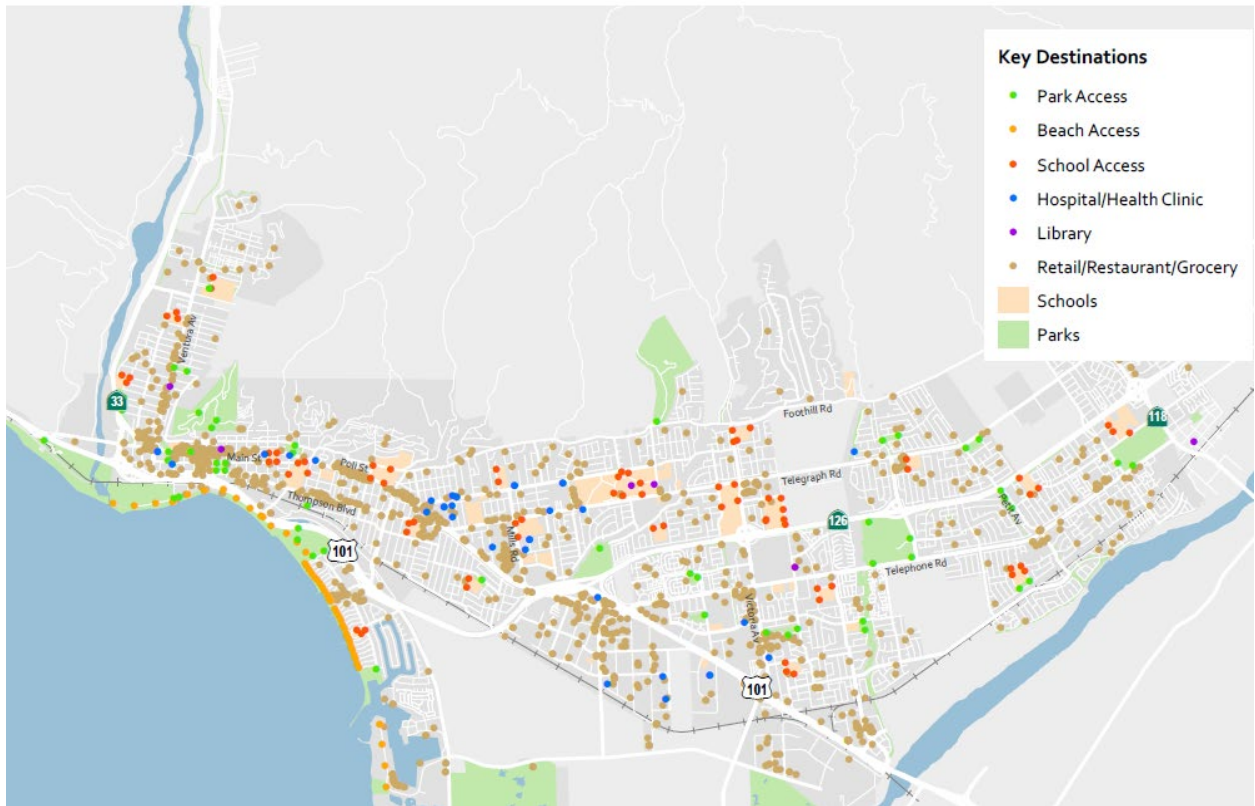 Key Destinations
Park Access
Beach Access
School Access
Hospital/Health Clinic
Library
Retail/Restaurant/Grocery
Schools
Parks
Ventura Av
33
118
Foothill Rd
Main St
Poli St
Telegraph Rd
Thompson Blvd
Petit Av
126
Mills Rd
101
Telephone Rd
Victoria Av
101